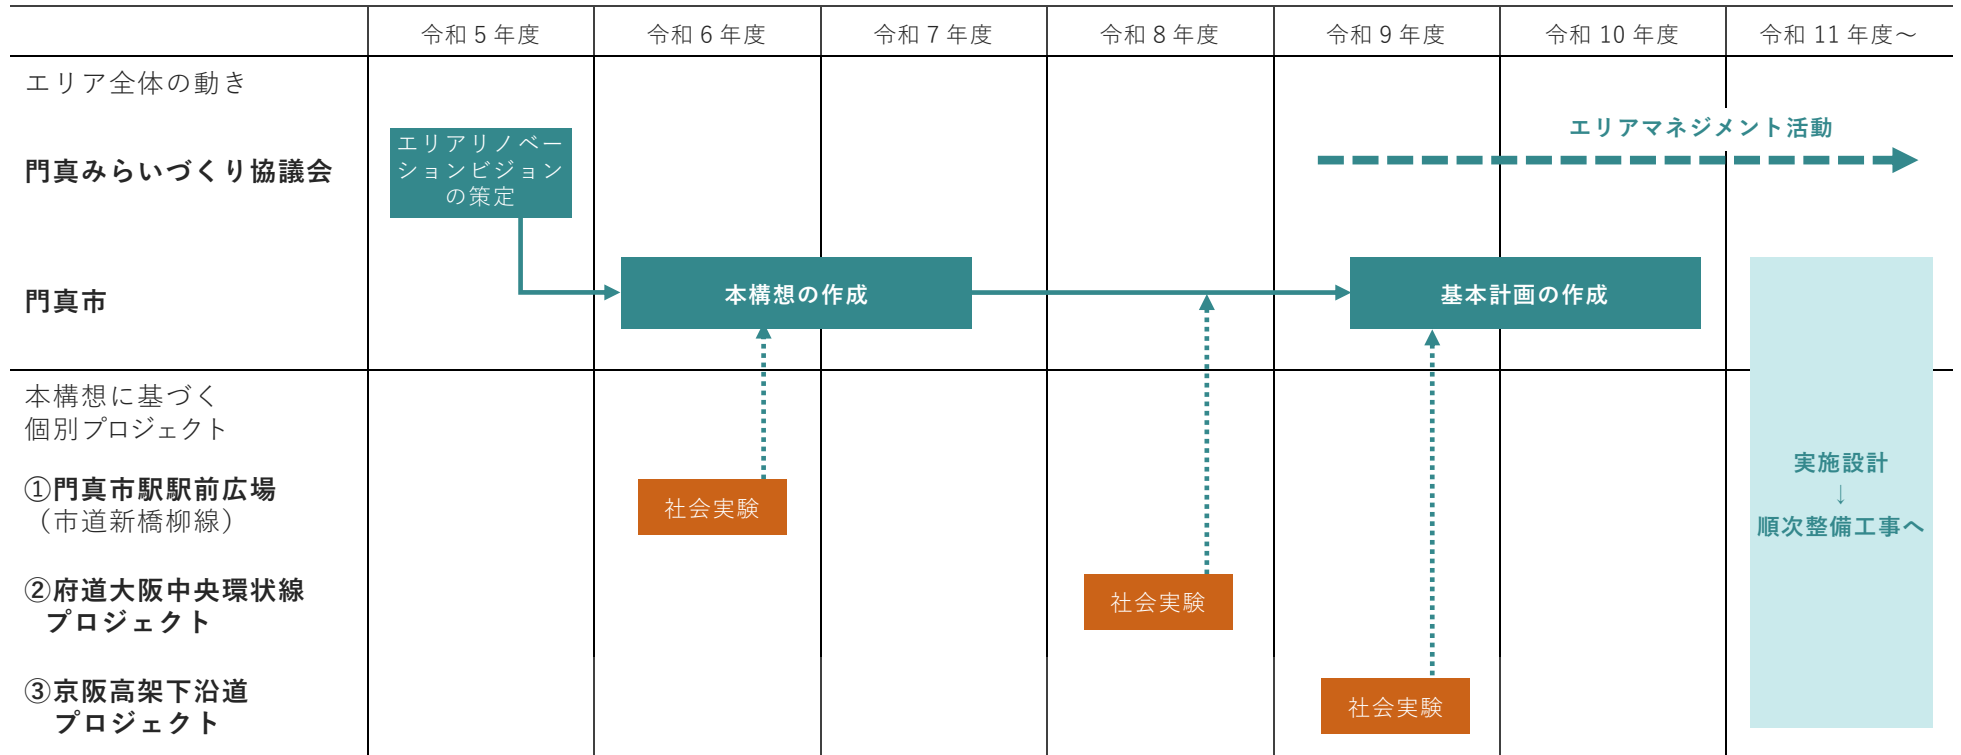 令和 5 年度
令和 6 年度
令和 7 年度
令和 8 年度
令和 9 年度
令和 10 年度
令和 11 年度～
エリア全体の動き
門真みらいづくり協議会
エリアリノベー
ションビジョン
の策定
エリアマネジメント活動
門真市
本構想の作成
基本計画の作成
本構想に基づく
個別プロジェクト
①門真市駅駅前広場
（市道新橋柳線）
社会実験
実施設計
↓
順次整備工事へ
②府道大阪中央環状線
プロジェクト
社会実験
③京阪高架下沿道
プロジェクト
社会実験